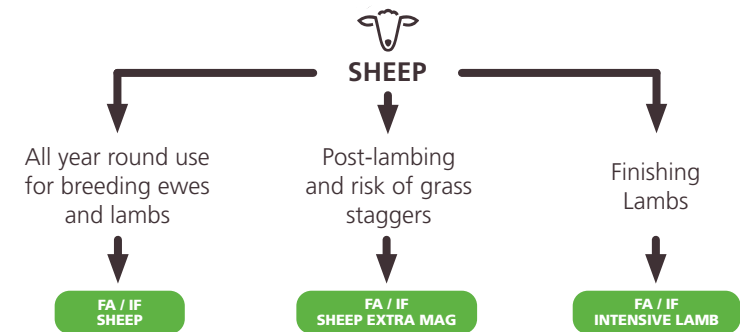 SHEEP
All year round use
for breeding ewes
and lambs
Post-lambing
and risk of grass
staggers
Finishing
Lambs
FA / IF
SHEEP
FA / IF
SHEEP EXTRA MAG
FA / IF
INTENSIVE LAMB